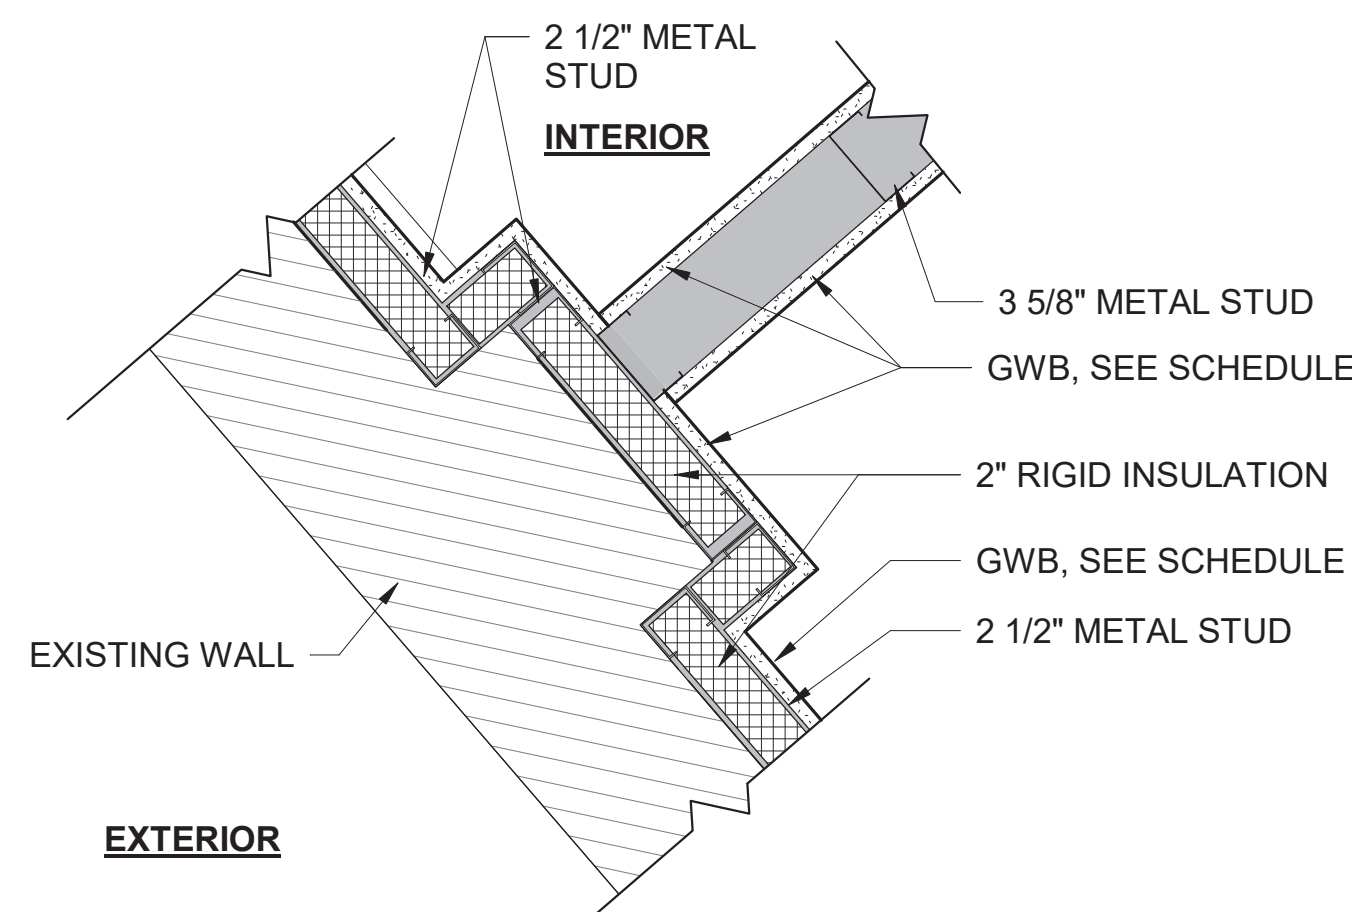 2 1/2" METAL
STUD
INTERIOR
3 5/8" METAL STUD
GWB, SEE SCHEDULE
2" RIGID INSULATION
GWB, SEE SCHEDULE
2 1/2" METAL STUD
EXISTING WALL
EXTERIOR